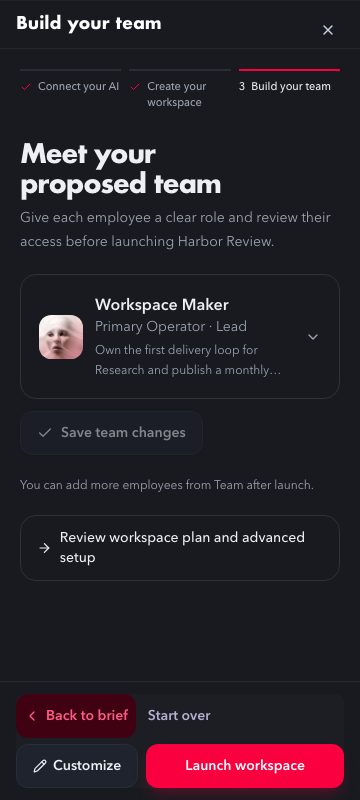 Build your team
Connect your AI
Create your
workspace
3 Build your team
Meet your
proposed team
Give each employee a clear role and review their
access before launching Harbor Review.
Workspace Maker
Primary Operator · Lead
Own the first delivery loop for
Research and publish a monthly…
Save team changes
You can add more employees from Team after launch.
Review workspace plan and advanced
setup
Back to brief
Start over
Customize
Launch workspace